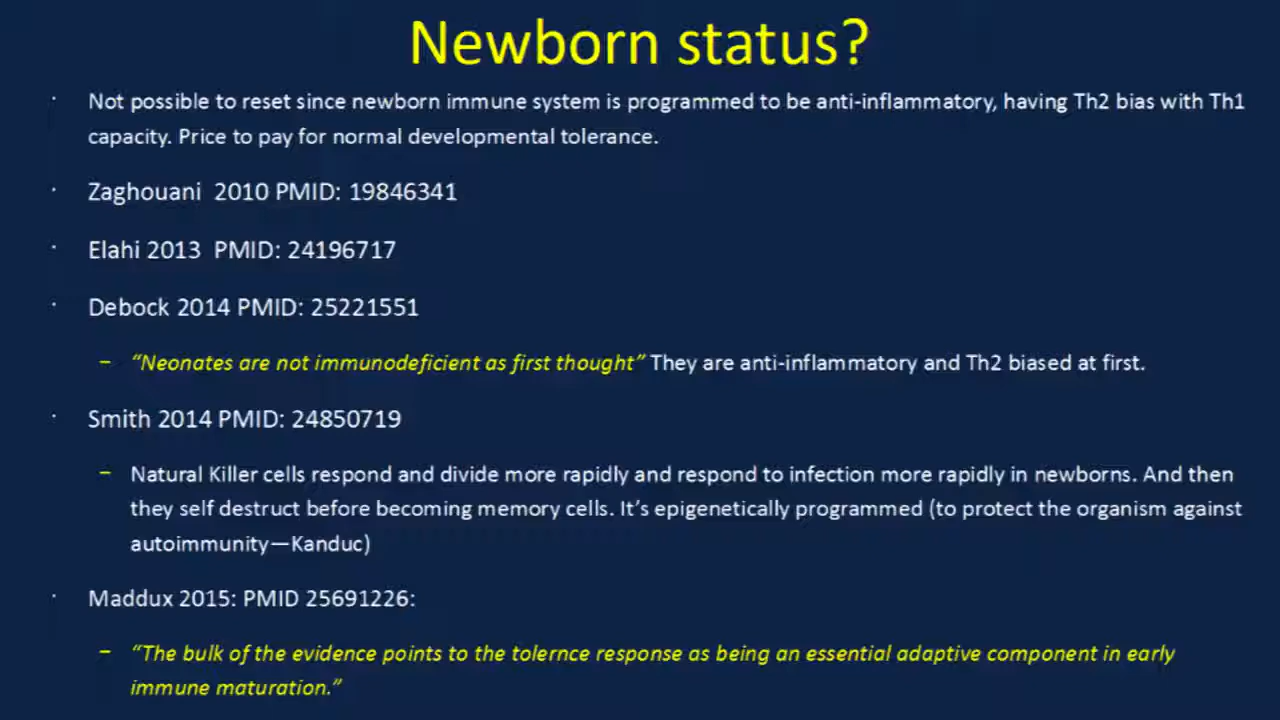 Newborn status?
· Not possible to reset since newborn immune system is programmed to be anti-inflammatory, having Th2 bias with Th1
capacity. Price to pay for normal developmental tolerance.
· Zaghouani 2010 PMID: 19846341
· Elahi 2013 PMID: 24196717
· Debock 2014 PMID: 25221551
– “Neonates are not immunodeficient as first thought” They are anti-inflammatory and Th2 biased at first.
· Smith 2014 PMID: 24850719
– Natural Killer cells respond and divide more rapidly and respond to infection more rapidly in newborns. And then
they self destruct before becoming memory cells. It’s epigenetically programmed (to protect the organism against
autoimmunity—Kanduc)
· Maddux 2015: PMID 25691226:
– “The bulk of the evidence points to the tolernce response as being an essential adaptive component in early
immune maturation.”